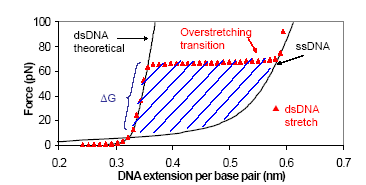 100
80
60
40
20
0
Force (pN)
dsDNA
theoretical
Overstretching
transition
ssDNA
ΔG
dsDNA
stretch
0.2
0.3
0.4
0.5
0.6
0.7
DNA extension per base pair (nm)